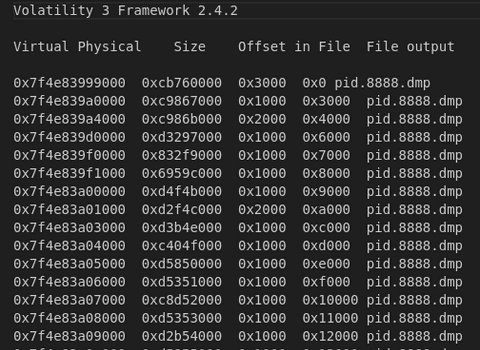 Volatility 3 Framework 2.4.2
Virtual Physical Size Offset in File File output
0x7f4e83999000 0xcb760000 0x3000 0x0 pid.8888.dmp
0x7f4e839a0000 0xc9867000 0x1000 0x3000 pid.8888.dmp
0x7f4e839a4000 0xc986b000 0x2000 0x4000 pid.8888.dmp
0x7f4e839d0000 0xd3297000 0x1000 0x6000 pid.8888.dmp
0x7f4e839f0000 0x832f9000 0x1000 0x7000 pid.8888.dmp
0x7f4e839f1000 0x6959c000 0x1000 0x8000 pid.8888.dmp
0x7f4e83a00000 0xd4f4b000 0x1000 0x9000 pid.8888.dmp
0x7f4e83a01000 0xd2f4c000 0x2000 0xa000 pid.8888.dmp
0x7f4e83a03000 0xd3b4e000 0x1000 0xc000 pid.8888.dmp
0x7f4e83a04000 0xc404f000 0x1000 0xd000 pid.8888.dmp
0x7f4e83a05000 0xd5850000 0x1000 0xe000 pid.8888.dmp
0x7f4e83a06000 0xd5351000 0x1000 0xf000 pid.8888.dmp
0x7f4e83a07000 0xc8d52000 0x1000 0x10000 pid.8888.dmp
0x7f4e83a08000 0xd5353000 0x1000 0x11000 pid.8888.dmp
0x7f4e83a09000 0xd2b54000 0x1000 0x12000 pid.8888.dmp